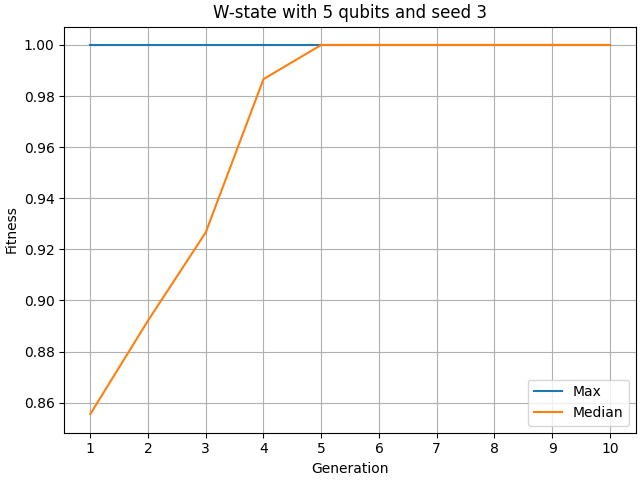 W-state with 5 qubits and seed 3
Fitness
1.00
0.98
0.96
0.94
0.92
0.90
0.88
0.86
Max
Median
1 2 3 4 5 6 7 8 9 10
Generation